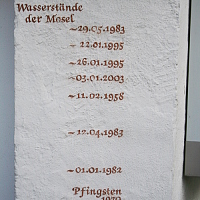 Wasserstände
der Mosel
~29.05.1983
~22.01.1995
~26.01.1995
~03.01.2003
~11.02.1958
~12.04.1983
~01.01.1982
Pfingsten
1970